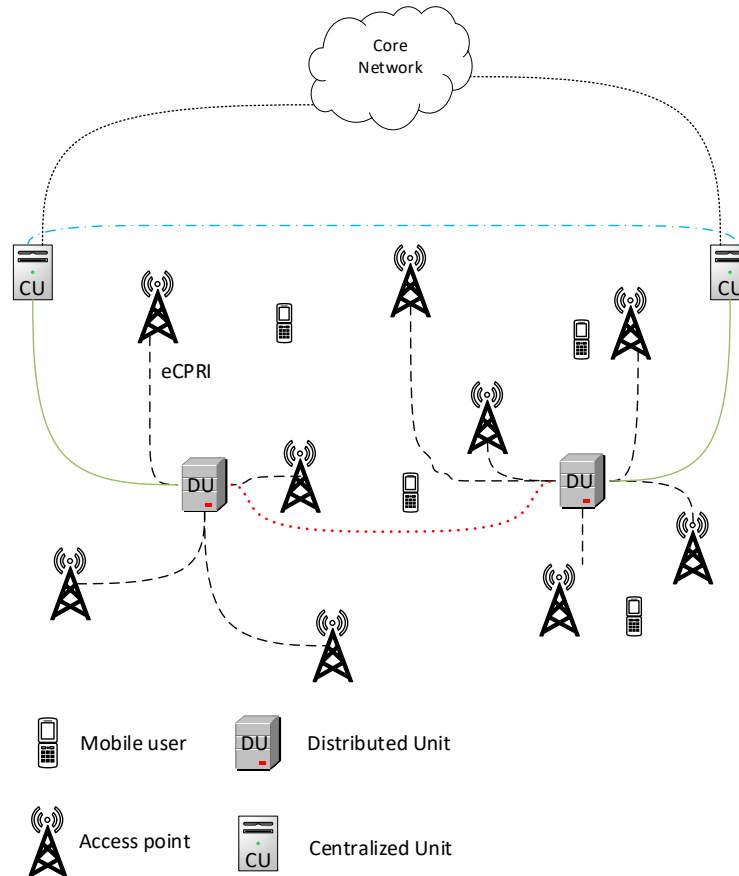 Core
Network
CU
CU
eCPRI
DU
DU
Mobile user
DU
Distributed Unit
Access point
CU
Centralized Unit